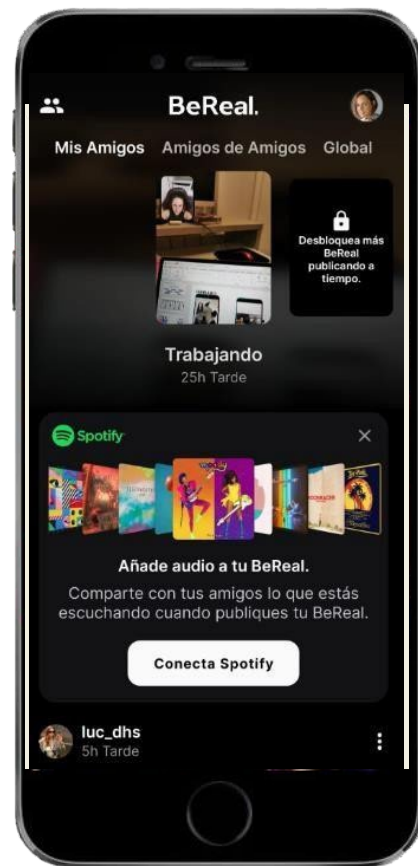 BeReal.
Mis Amigos Amigos de Amigos Global
Desbloquea más
BeReal
publicando a
tiempo.
Trabajando
25h Tarde
Spotify
Añade audio a tu BeReal.
Comparte con tus amigos lo que estás
escuchando cuando publiques tu BeReal.
Conecta Spotify
luc_dhs
5h Tarde